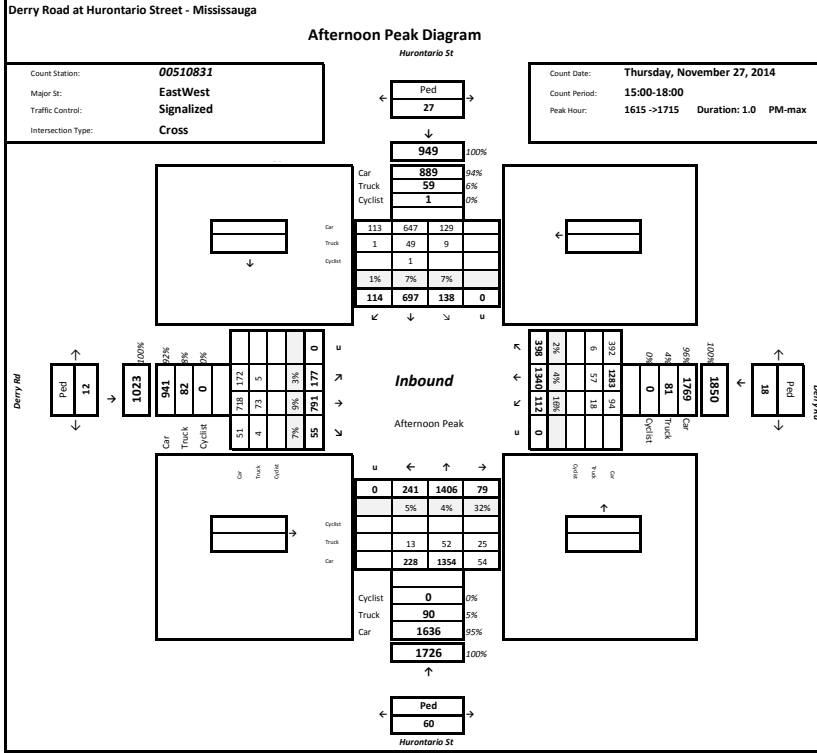 Derry Road at Hurontario Street - Mississauga
Afternoon Peak Diagram
Hurontario St
Count Station: 00510831
Major St: EastWest
Traffic Control: Signalized
Intersection Type: Cross
Count Date: Thursday, November 27, 2014
Count Period: 15:00-18:00
Peak Hour: 1615 ->1715 Duration: 1.0 PM-max
← Ped →
27
↓
949 100%
Car 889 94%
Truck 59 6%
Cyclist 1 0%
Car 113 647 129
Truck 1 49 9
Cyclist 1
1% 7% 7%
114 697 138 0
↙ ↓ ↘ u
←
↓
Derry Rd
↑ Ped 12 ↓
→
1023 100%
Car 941 92%
Truck 82 8%
Cyclist 0 0%
0 u
172 5 3% 177 ↗
718 73 9% 791 →
51 4 7% 55 ↘
Car Truck Cyclist
Inbound
Afternoon Peak
↖ 398 2% 6 392
← 1340 4% 57 1283
↙ 112 16% 18 94
u 0
Cyclist Truck Car
0% 0 Cyclist
4% 81 Truck
96% 1769 Car
100% 1850
←
↑ 18 Ped ↓
Derry Rd
u ← ↑ →
0 241 1406 79
5% 4% 32%
Cyclist
Truck 13 52 25
Car 228 1354 54
→
↑
Cyclist 0 0%
Truck 90 5%
Car 1636 95%
1726 100%
↑
← Ped →
60
Hurontario St